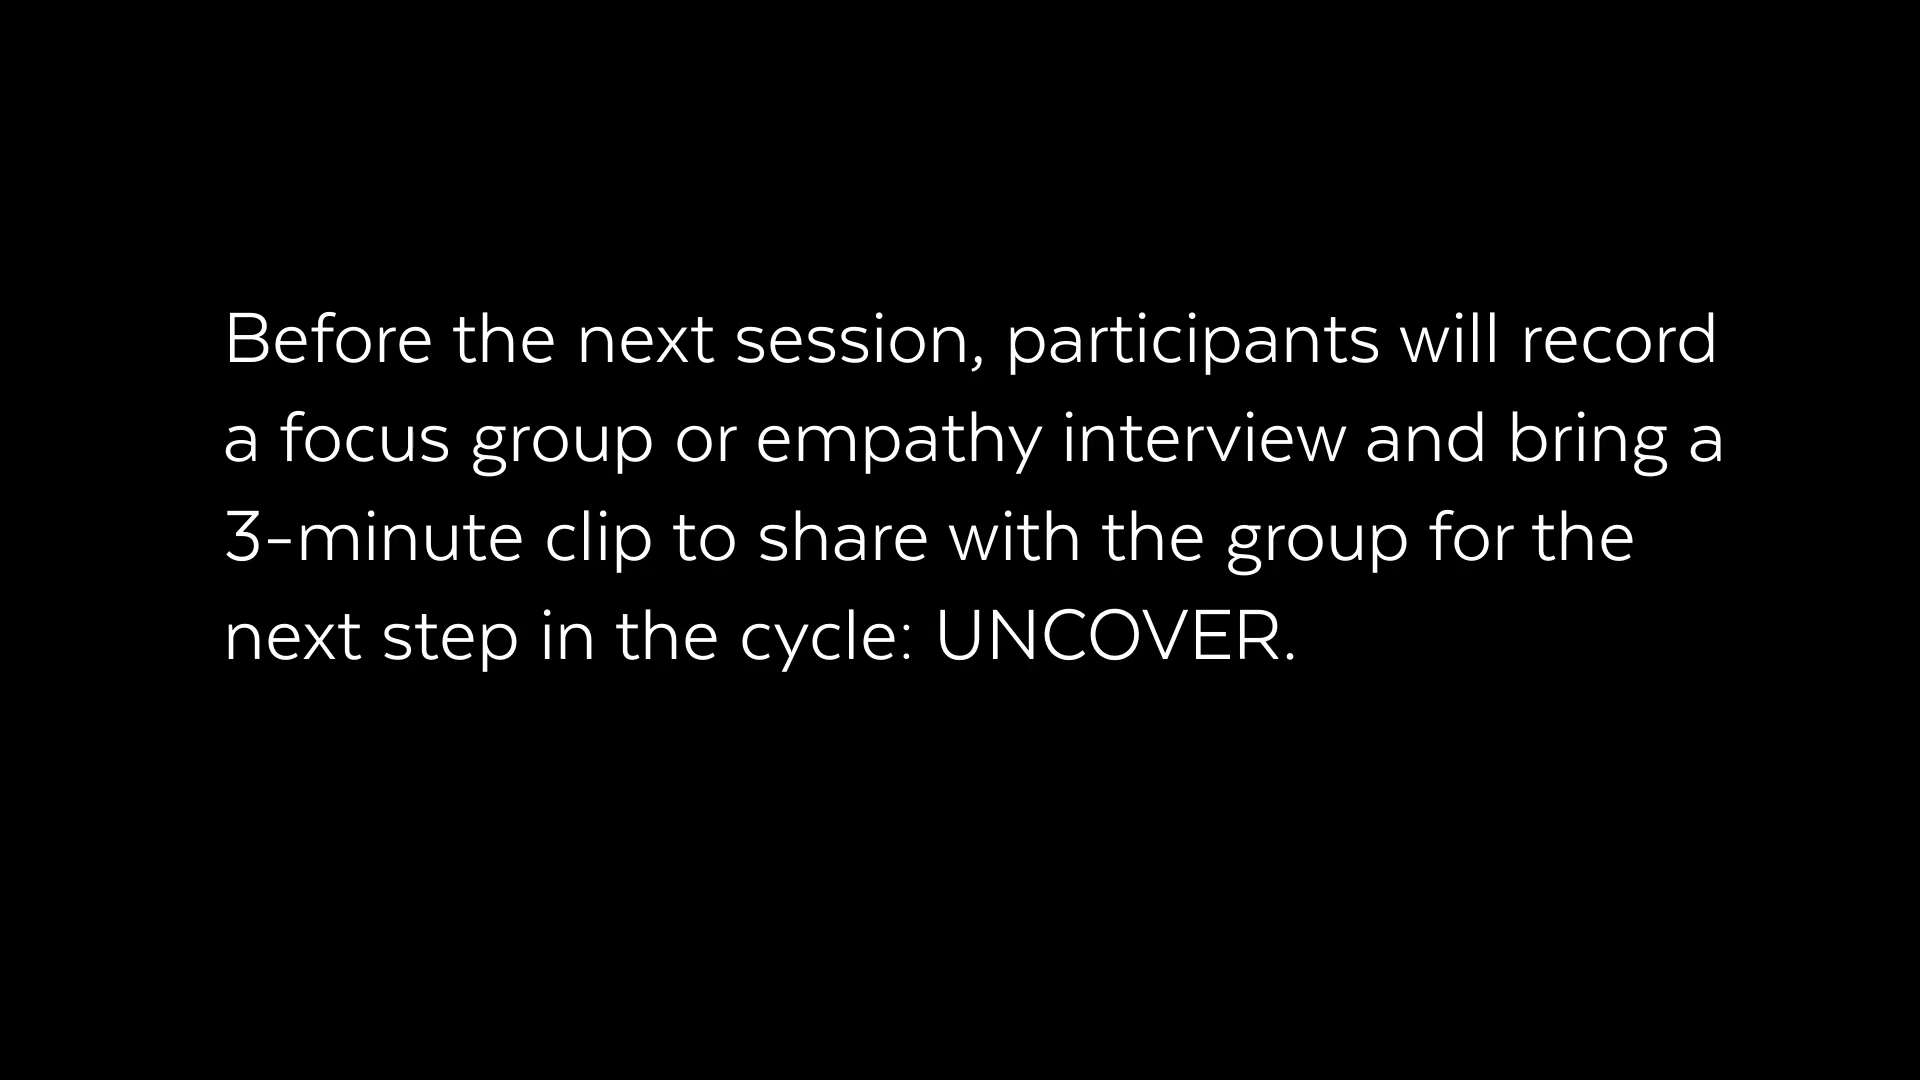 Before the next session, participants will record
a focus group or empathy interview and bring a
3-minute clip to share with the group for the
next step in the cycle: UNCOVER.